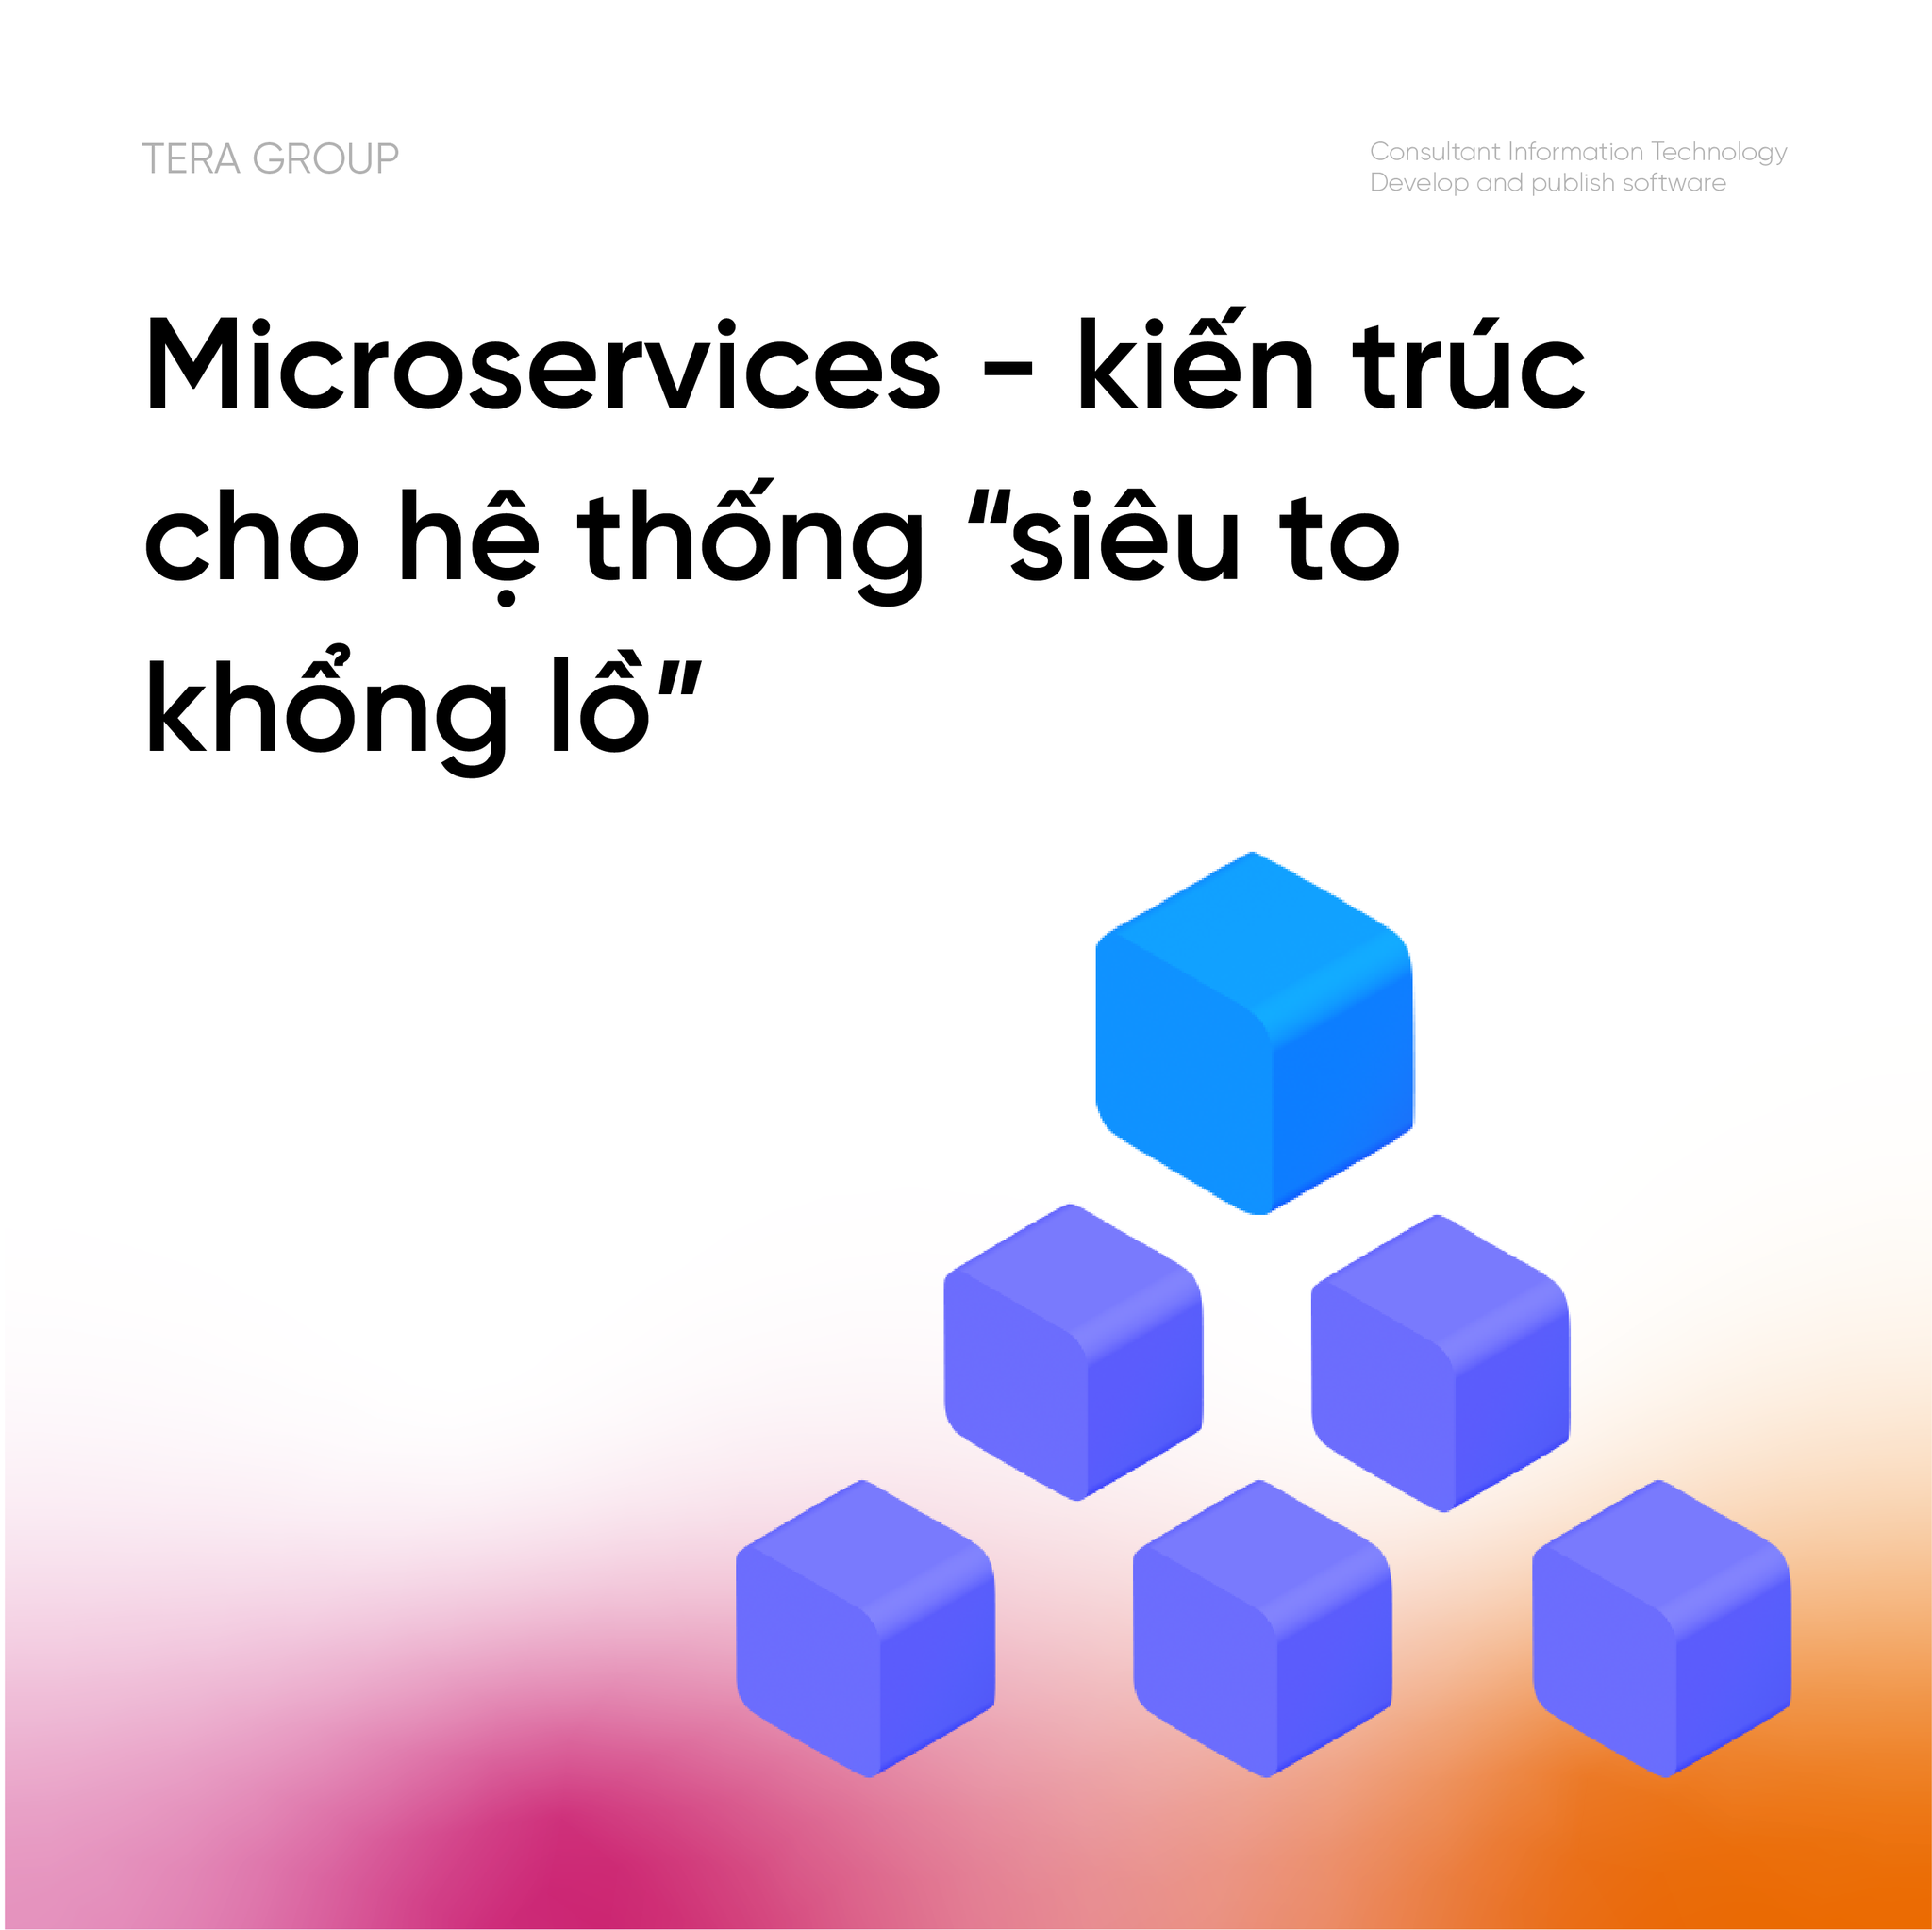 TERA GROUP
Consultant Information Technology
Develop and publish software
Microservices – kiến trúc
cho hệ thống "siêu to
khổng lồ"